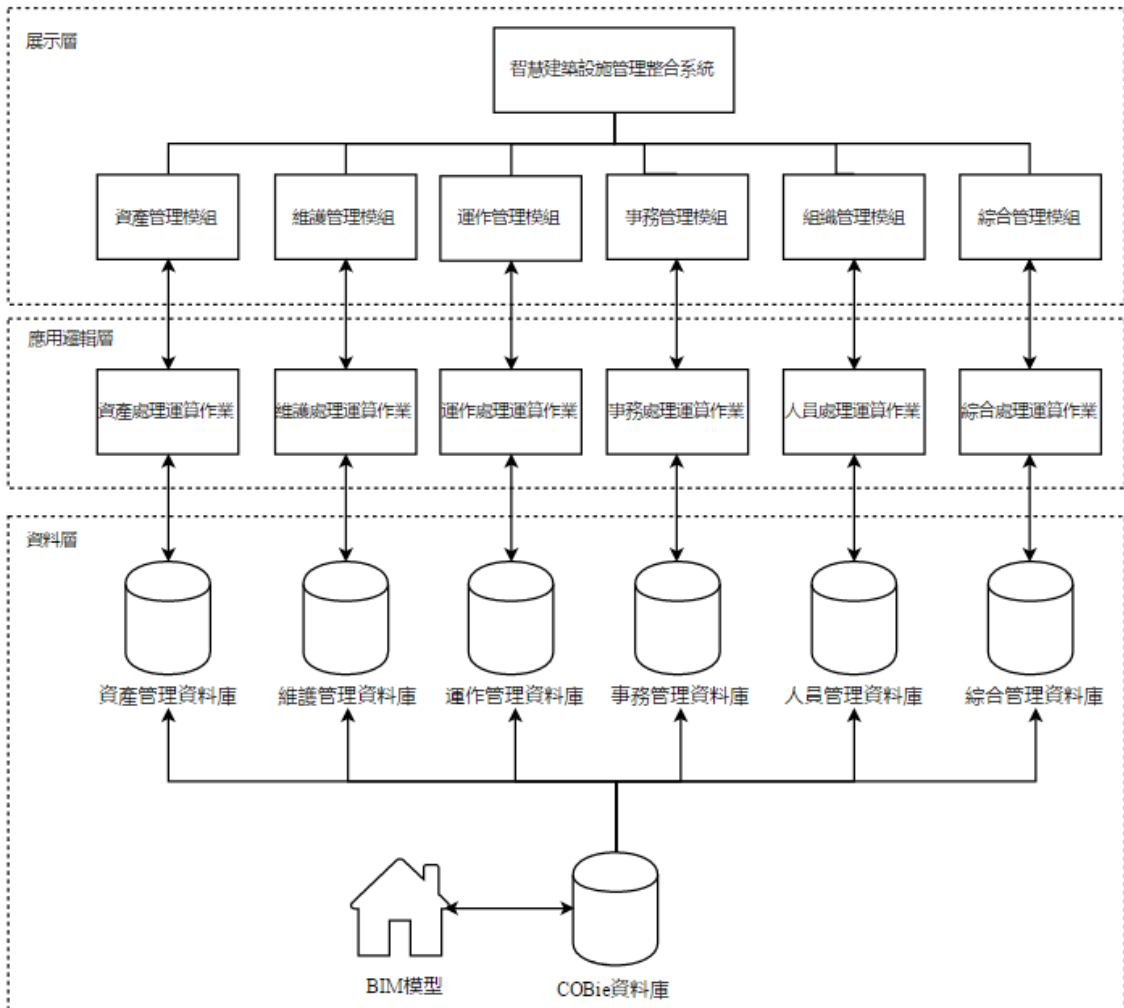 展示層
智慧建築設施管理整合系統
資產管理模組
維護管理模組
運作管理模組
事務管理模組
組織管理模組
綜合管理模組
應用邏輯層
資產處理運算作業
維護處理運算作業
運作處理運算作業
事務處理運算作業
人員處理運算作業
綜合處理運算作業
資料層
資產管理資料庫
維護管理資料庫
運作管理資料庫
事務管理資料庫
人員管理資料庫
綜合管理資料庫
BIM模型
COBie資料庫